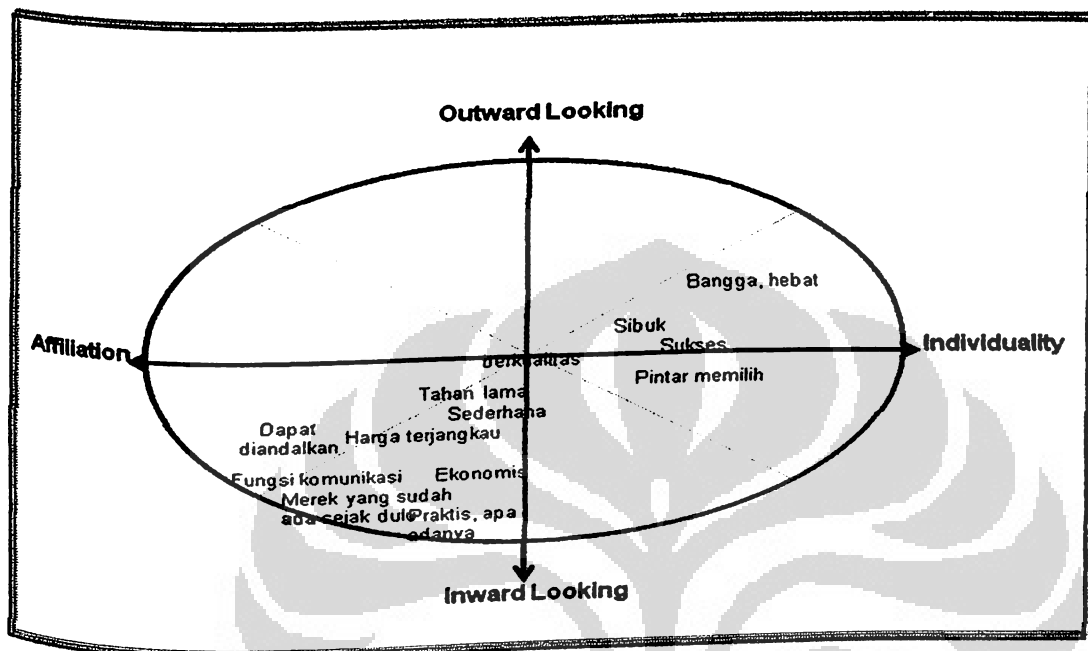 Outward Looking
Bangga, hebat
Sibuk
Sukses
Affiliation
Individuality
Berkualitas
Pintar memilih
Tahan lama
Sederhana
Dapat
diandalkan
Harga terjangkau
Fungsi komunikasi
Ekonomis
Merek yang sudah
ada sejak dulu
Praktis, apa
adanya
Inward Looking